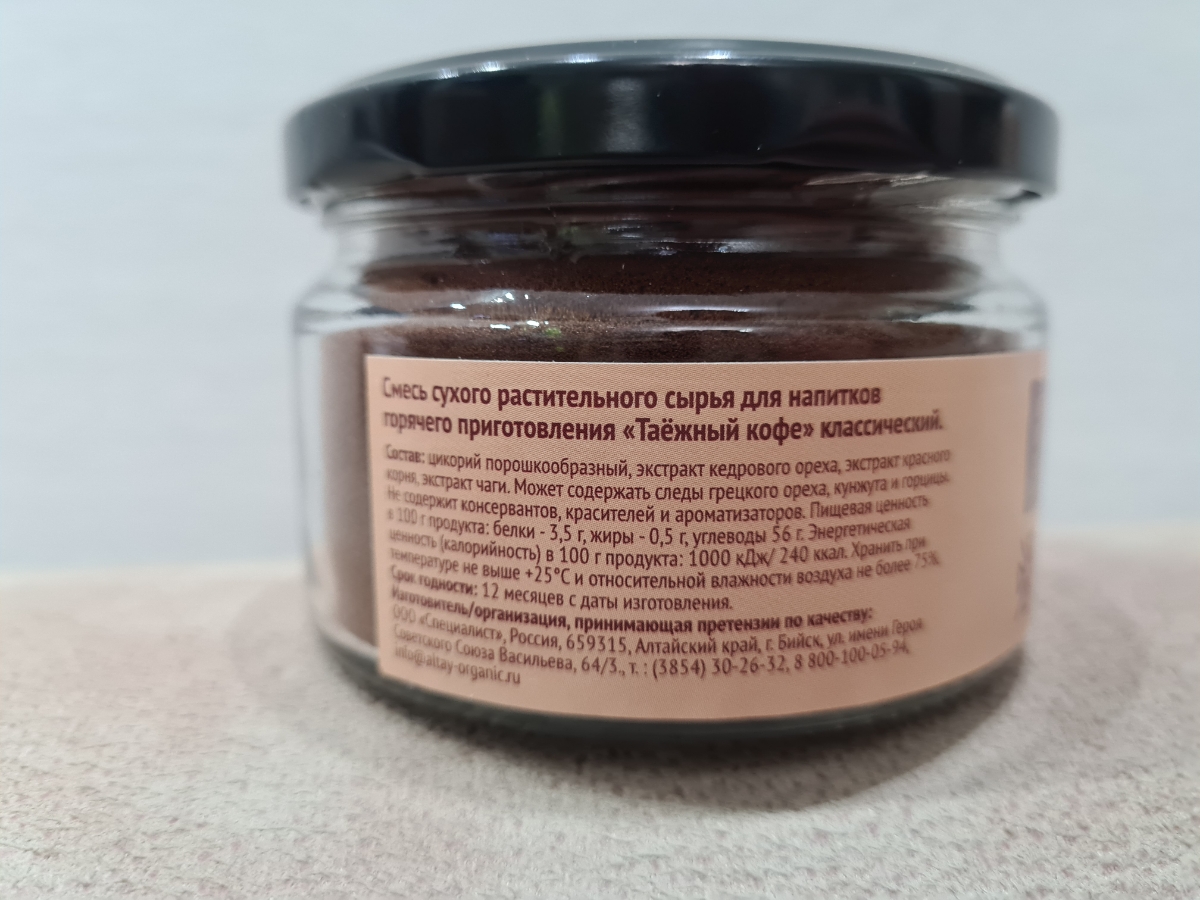 Смесь сухого растительного сырья для напитков
горячего приготовления «Таёжный кофе» классический.
Состав: цикорий порошкообразный, экстракт кедрового ореха, экстракт красного
корня, экстракт чаги. Может содержать следы грецкого ореха, кунжута и горчицы.
Не содержит консервантов, красителей и ароматизаторов. Пищевая ценность
в 100 г продукта: белки - 3,5 г, жиры - 0,5 г, углеводы 56 г. Энергетическая
ценность (калорийность) в 100 г продукта: 1000 кДж/ 240 ккал. Хранить при
температуре не выше +25°С и относительной влажности воздуха не более 75%.
Срок годности: 12 месяцев с даты изготовления.
Изготовитель/организация, принимающая претензии по качеству:
ООО «Специалист», Россия, 659315, Алтайский край, г. Бийск, ул. имени Героя
Советского Союза Васильева, 64/3., т. : (3854) 30-26-32, 8 800-100-05-94,
info@altay-organic.ru